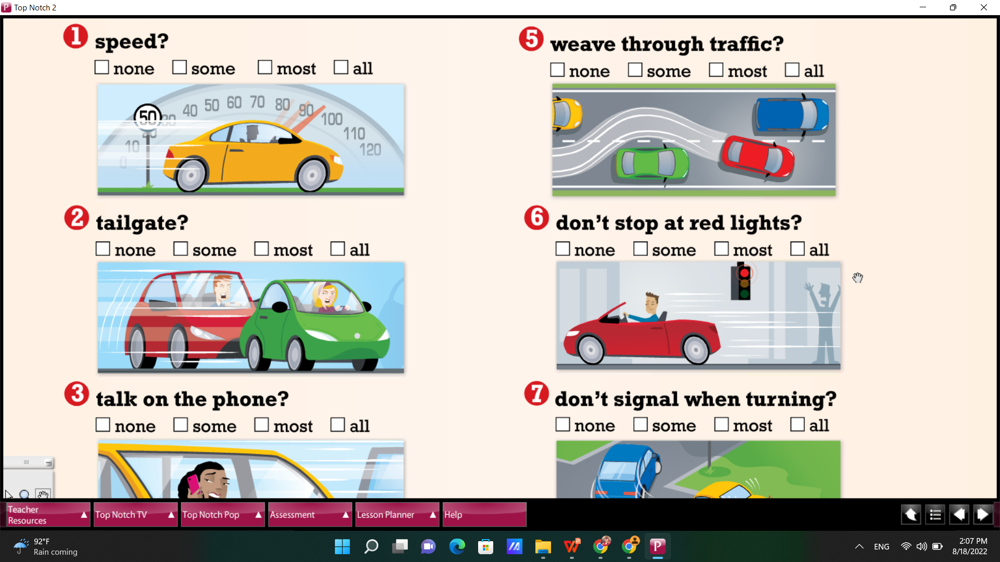 Top Notch 2
1 speed?
none some most all
50
0 10 20 30 40 50 60 70 80 90 100 110 120
2 tailgate?
none some most all
3 talk on the phone?
none some most all
5 weave through traffic?
none some most all
6 don't stop at red lights?
none some most all
7 don't signal when turning?
none some most all
Teacher
Resources
Top Notch TV
Top Notch Pop
Assessment
Lesson Planner
Help
92°F
Rain coming
ENG
2:07 PM
8/18/2022